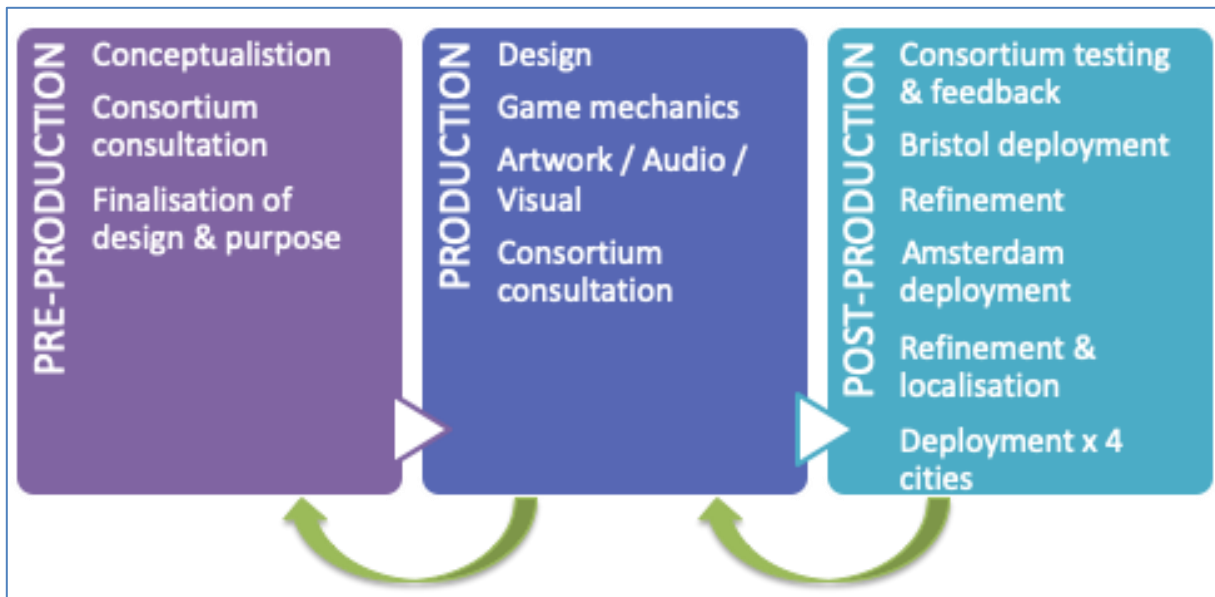 PRE-PRODUCTION
Conceptualistion
Consortium
consultation
Finalisation of
design & purpose
PRODUCTION
Design
Game mechanics
Artwork / Audio /
Visual
Consortium
consultation
POST-PRODUCTION
Consortium testing
& feedback
Bristol deployment
Refinement
Amsterdam
deployment
Refinement &
localisation
Deployment x 4
cities